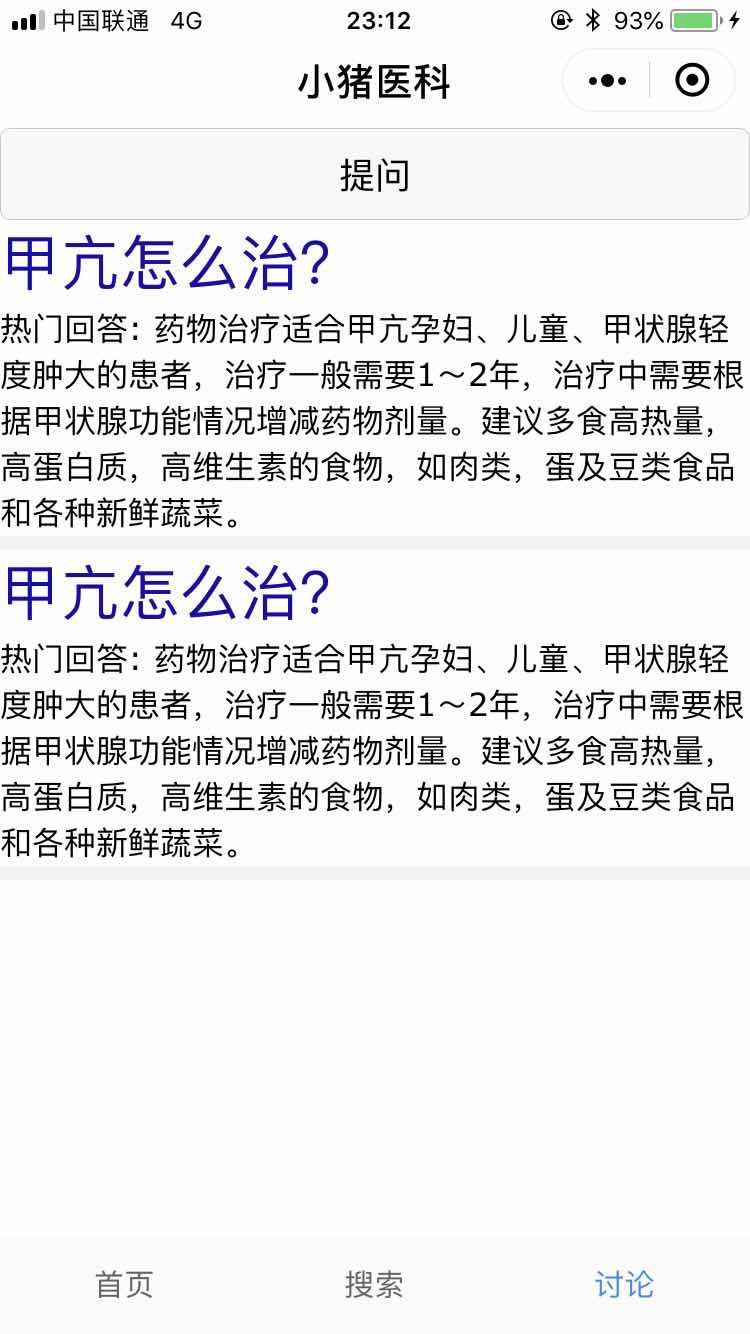 中国联通 4G 23:12 93%
小猪医科
提问
甲亢怎么治?
热门回答: 药物治疗适合甲亢孕妇、儿童、甲状腺轻
度肿大的患者，治疗一般需要1～2年，治疗中需要根
据甲状腺功能情况增减药物剂量。建议多食高热量，
高蛋白质，高维生素的食物，如肉类，蛋及豆类食品
和各种新鲜蔬菜。
甲亢怎么治?
热门回答: 药物治疗适合甲亢孕妇、儿童、甲状腺轻
度肿大的患者，治疗一般需要1～2年，治疗中需要根
据甲状腺功能情况增减药物剂量。建议多食高热量，
高蛋白质，高维生素的食物，如肉类，蛋及豆类食品
和各种新鲜蔬菜。
首页 搜索 讨论